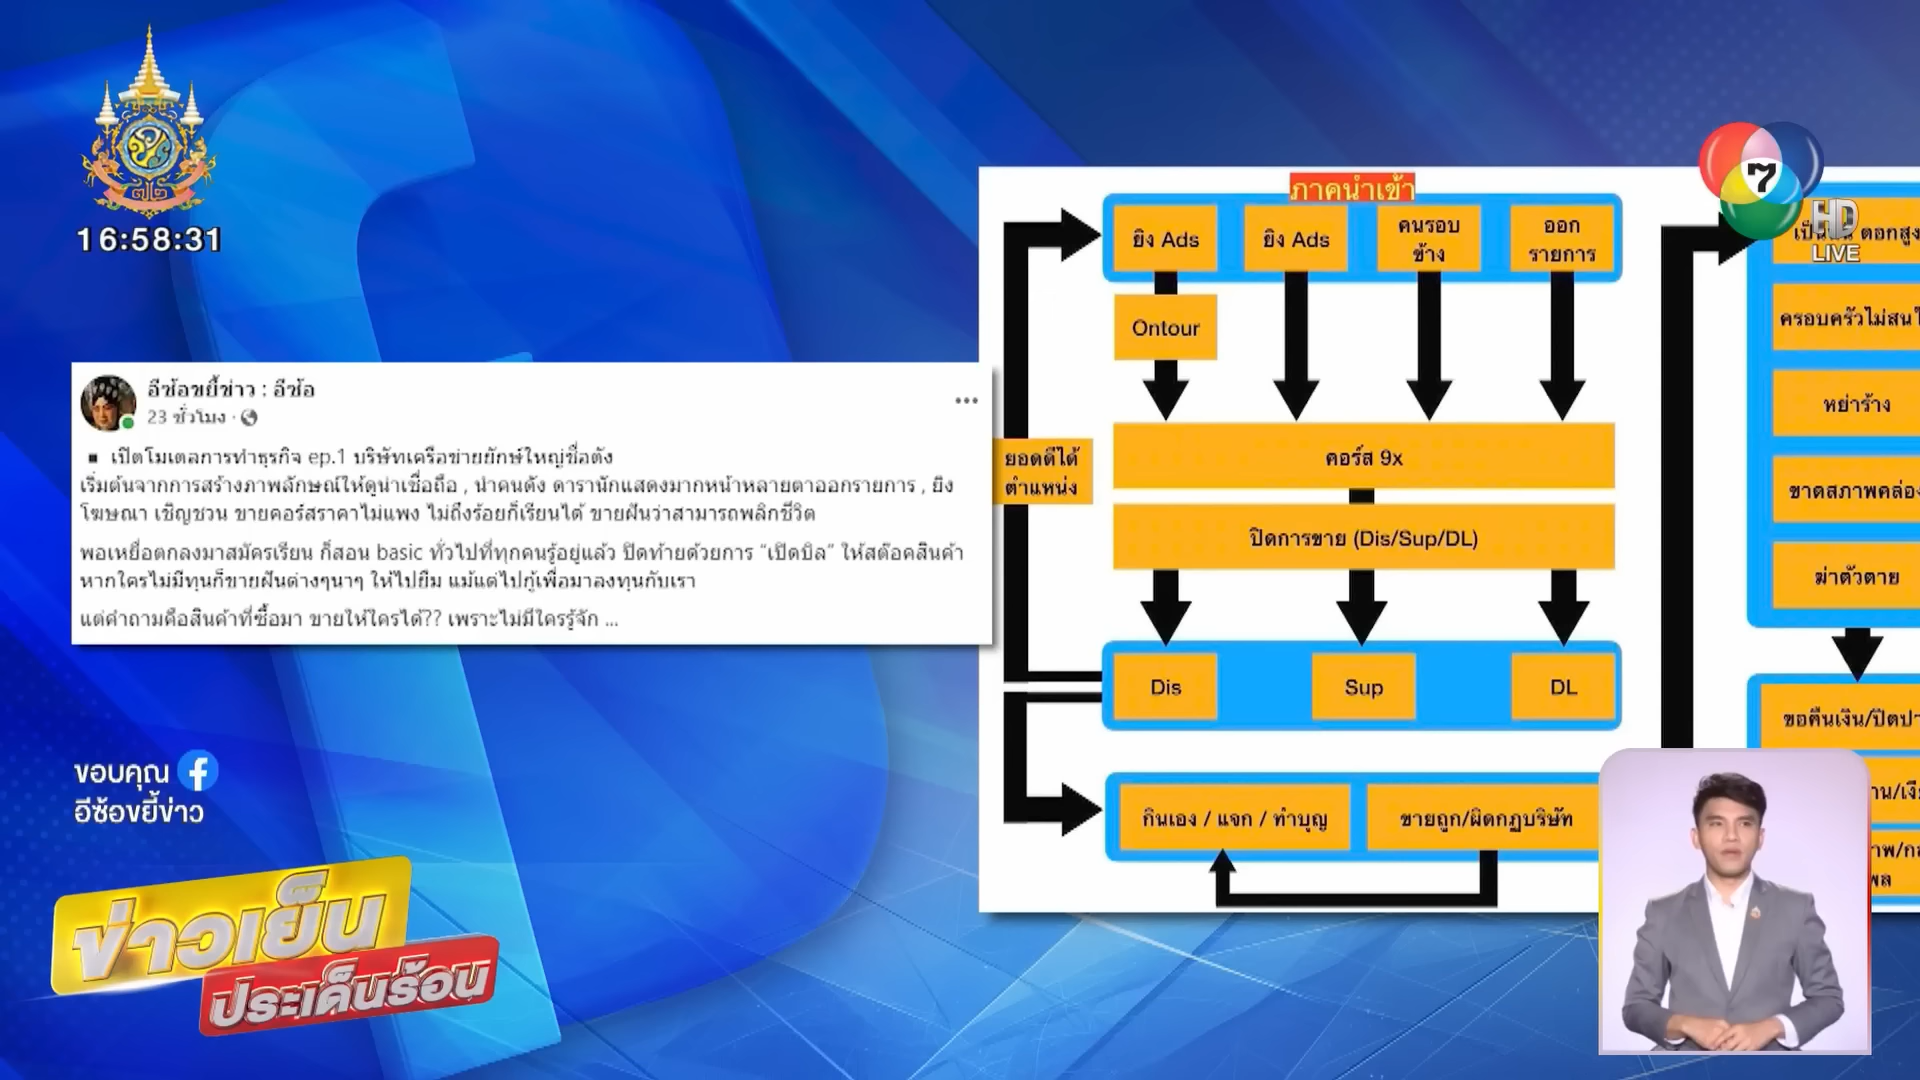 16:58:31
7
HD
LIVE
อีซ้อขยี้ข่าว : อีซ้อ
23 ชั่วโมง
เปิดโมเดลการทำธุรกิจ ep.1 บริษัทเครือข่ายยักษ์ใหญ่ชื่อดัง
เริ่มต้นจากการสร้างภาพลักษณ์ให้ดูน่าเชื่อถือ , นำคนดัง ดารานักแสดงมากหน้าหลายตาออกรายการ , ยิง
โฆษณา เชิญชวน ขายคอร์สราคาไม่แพง ไม่ถึงร้อยก็เรียนได้ ขายฝันว่าสามารถพลิกชีวิต
พอเหยื่อตกลงมาสมัครเรียน ก็สอน basic ทั่วไปที่ทุกคนรู้อยู่แล้ว ปิดท้ายด้วยการ “เปิดบิล” ให้สต๊อคสินค้า
หากใครไม่มีทุนก็ขายฝันต่างๆนาๆ ให้ไปยืม แม้แต่ไปกู้เพื่อมาลงทุนกับเรา
แต่คำถามคือสินค้าที่ซื้อมา ขายให้ใครได้?? เพราะไม่มีใครรู้จัก ...
ขอบคุณ
อีซ้อขยี้ข่าว
ข่าวเย็น
ประเด็นร้อน
ภาคนำเข้า
ยิง Ads
ยิง Ads
คนรอบ
ข้าง
ออก
รายการ
Ontour
คอร์ส 9x
ยอดดีได้
ตำแหน่ง
ปิดการขาย (Dis/Sup/DL)
Dis
Sup
DL
กินเอง / แจก / ทำบุญ
ขายถูก/ผิดกฏบริษัท
ครอบครัวไม่สน
หย่าร้าง
ขาดสภาพคล่อง
ฆ่าตัวตาย
ขอคืนเงิน/ปิดป